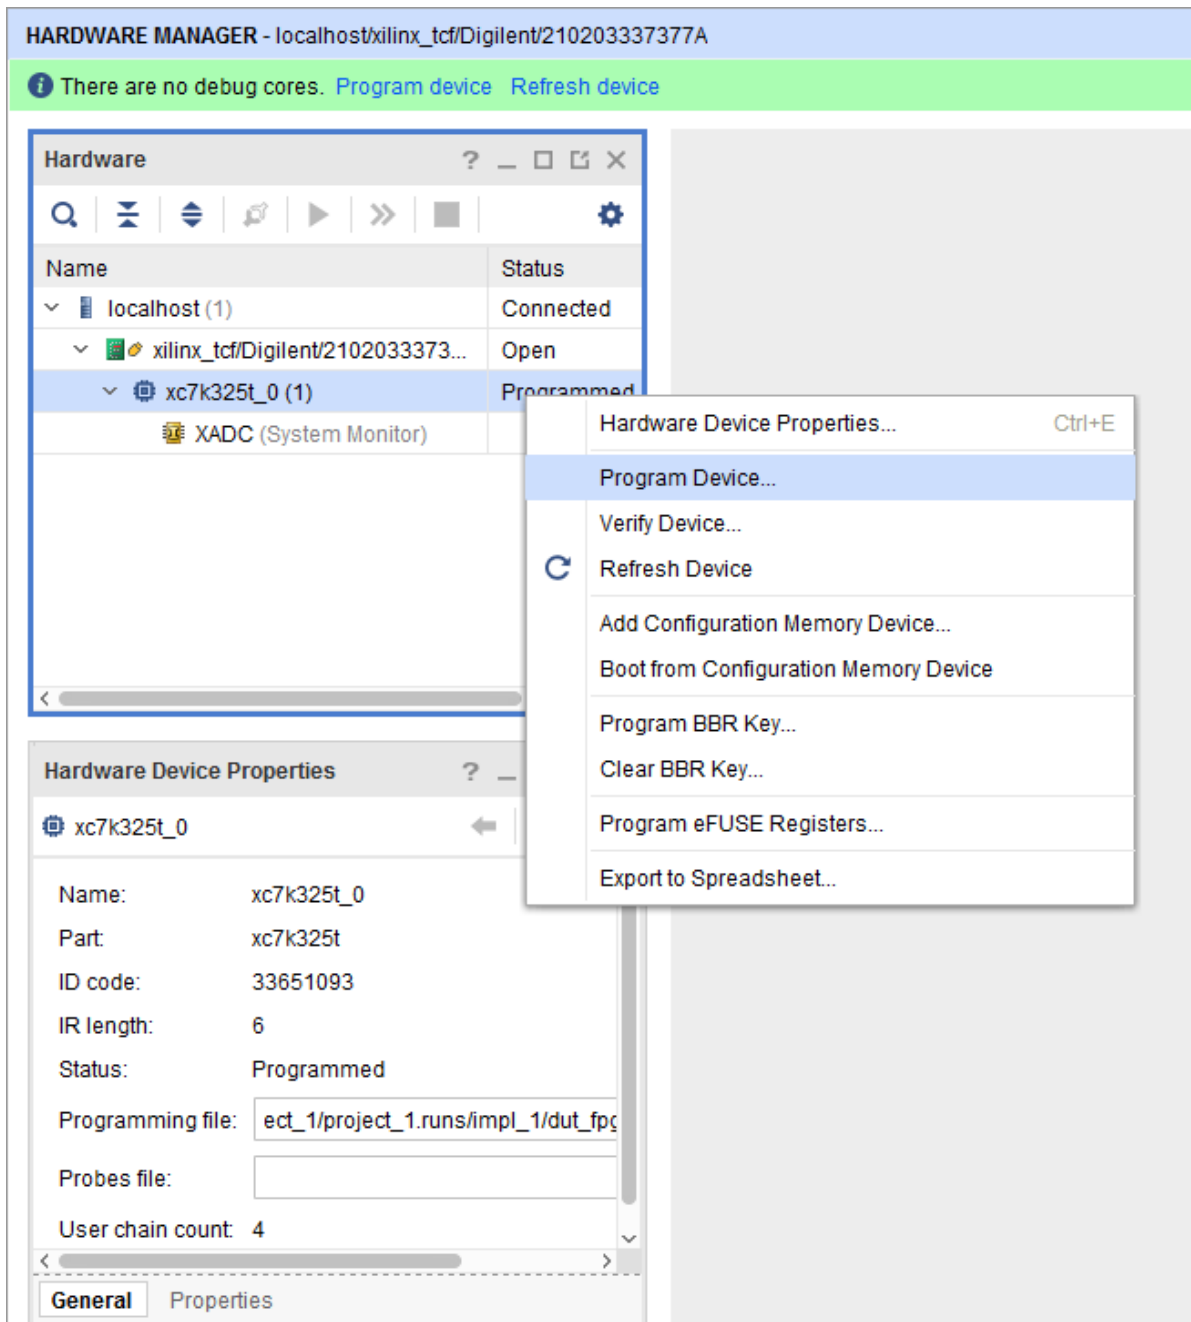 HARDWARE MANAGER - localhost/xilinx_tcf/Digilent/210203337377A
There are no debug cores. Program device Refresh device
Hardware
Name Status
localhost (1) Connected
xilinx_tcf/Digilent/2102033373... Open
xc7k325t_0 (1) Programmed
XADC (System Monitor)
Hardware Device Properties... Ctrl+E
Program Device...
Verify Device...
Refresh Device
Add Configuration Memory Device...
Boot from Configuration Memory Device
Program BBR Key...
Clear BBR Key...
Program eFUSE Registers...
Export to Spreadsheet...
Hardware Device Properties
xc7k325t_0
Name: xc7k325t_0
Part: xc7k325t
ID code: 33651093
IR length: 6
Status: Programmed
Programming file: ect_1/project_1.runs/impl_1/dut_fpg
Probes file:
User chain count: 4
General Properties